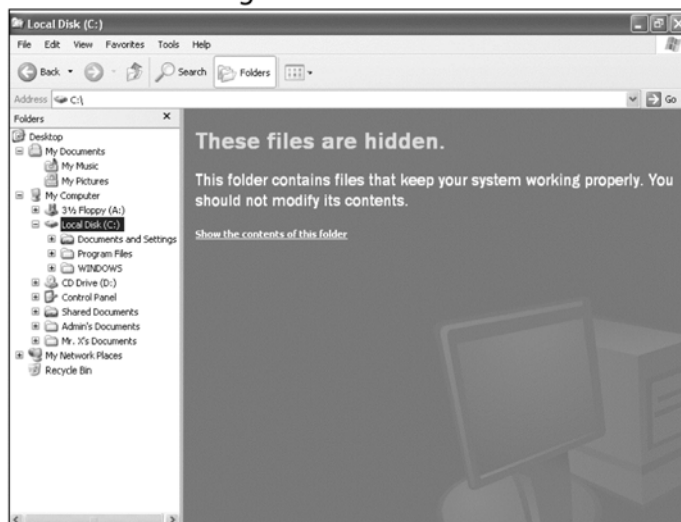 Local Disk (C:)
File Edit View Favorites Tools Help
Back Search Folders
Address C:\ Go
Folders
Desktop
My Documents
My Music
My Pictures
My Computer
3½ Floppy (A:)
Local Disk (C:)
Documents and Settings
Program Files
WINDOWS
CD Drive (D:)
Control Panel
Shared Documents
Admin's Documents
Mr. X's Documents
My Network Places
Recycle Bin
These files are hidden.
This folder contains files that keep your system working properly. You
should not modify its contents.
Show the contents of this folder